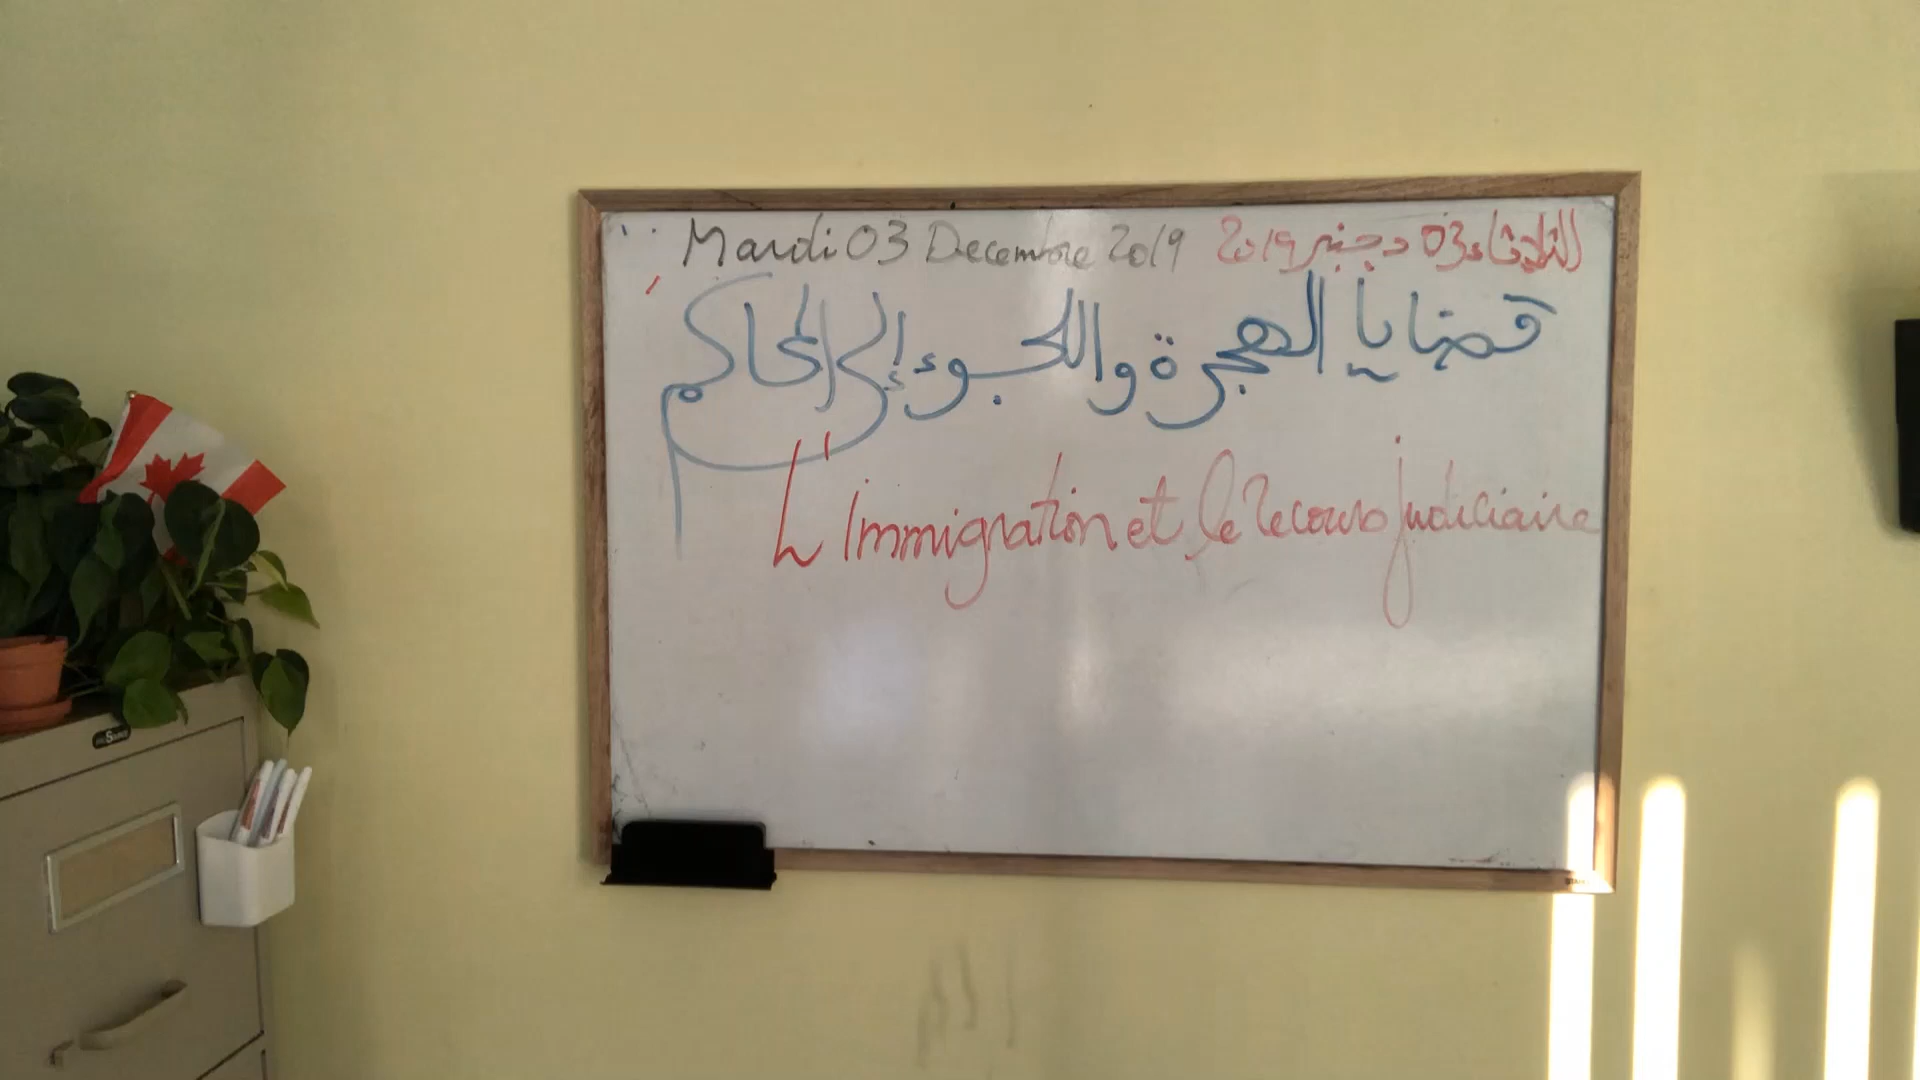 Mardi 03 Decembre 2019 الثلاثاء 03 دجنبر 2019
قضايا الهجرة واللجوء إلى المحاكم
L'Immigration et le Recours judiciaire